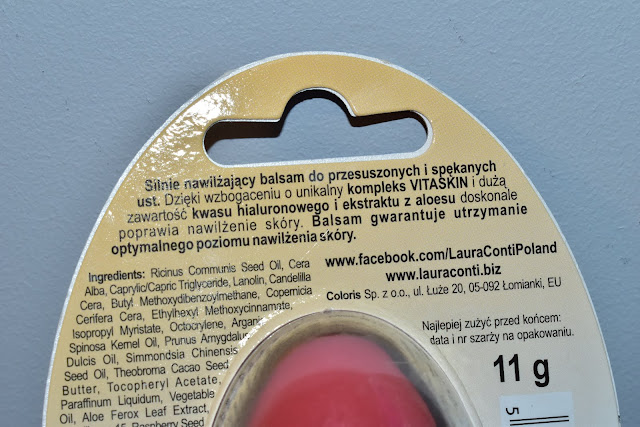 Silnie nawilżający balsam do przesuszonych i spękanych
ust. Dzięki wzbogaceniu o unikalny kompleks VITASKIN i dużą
zawartość kwasu hialuronowego i ekstraktu z aloesu doskonale
poprawia nawilżenie skóry. Balsam gwarantuje utrzymanie
optymalnego poziomu nawilżenia skóry.
Ingredients: Ricinus Communis Seed Oil, Cera
Alba, Caprylic/Capric Triglyceride, Lanolin, Candelilla
Cera, Butyl Methoxydibenzoylmethane, Copernicia
Cerifera Cera, Ethylhexyl Methoxycinnamate,
Isopropyl Myristate, Octocrylene, Argania
Spinosa Kernel Oil, Prunus Amygdalus
Dulcis Oil, Simmondsia Chinensis
Seed Oil, Theobroma Cacao Seed
Butter, Tocopheryl Acetate,
Paraffinum Liquidum, Vegetable
Oil, Aloe Ferox Leaf Extract,
15, Raspberry Seed
www.facebook.com/LauraContiPoland
www.lauraconti.biz
Coloris Sp. z o.o., ul. Łuże 20, 05-092 Łomianki, EU
Najlepiej zużyć przed końcem:
data i nr szarży na opakowaniu.
11 g
5